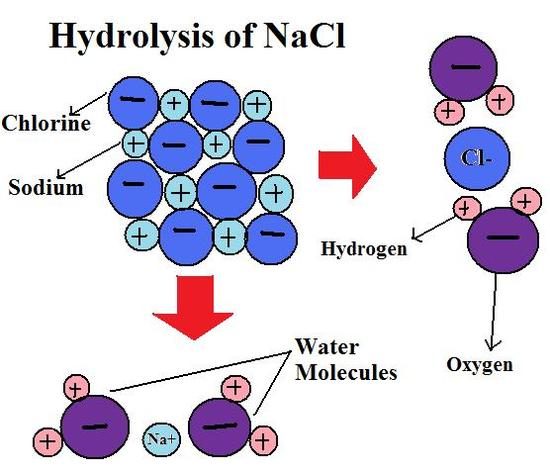 Hydrolysis of NaCl
Chlorine
Sodium
Cl-
Hydrogen
Oxygen
Water
Molecules
Na+